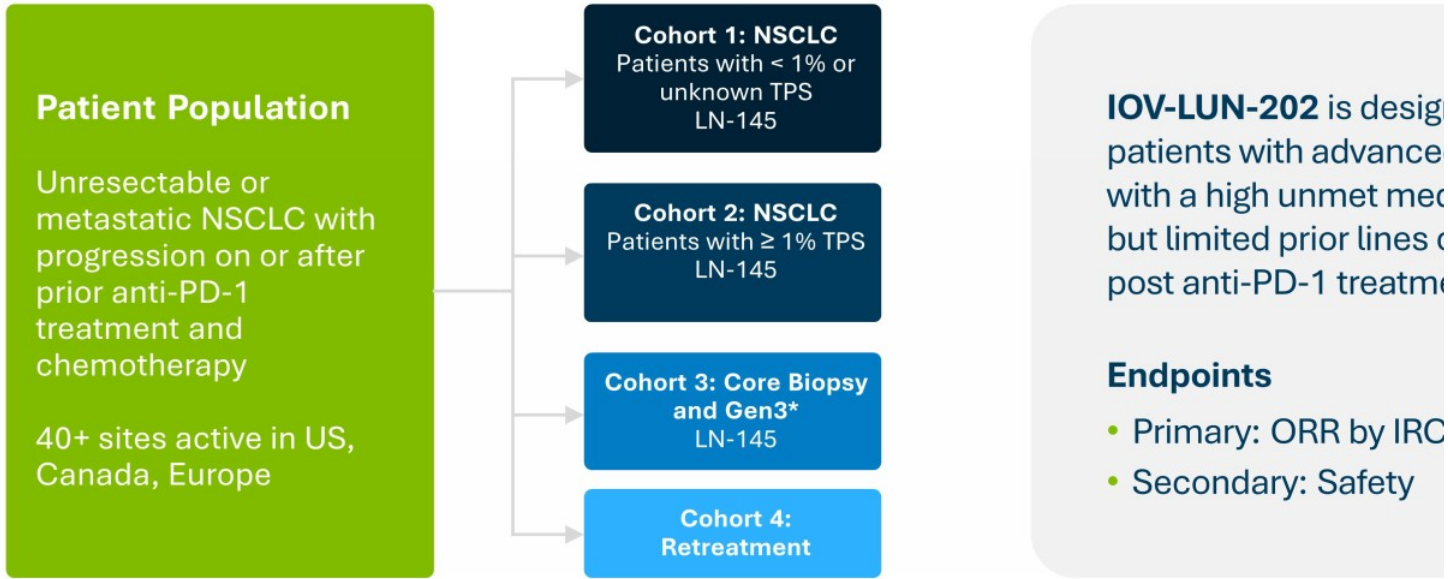 Patient Population
Unresectable or
metastatic NSCLC with
progression on or after
prior anti-PD-1
treatment and
chemotherapy
40+ sites active in US,
Canada, Europe
Cohort 1: NSCLC
Patients with < 1% or
unknown TPS
LN-145
Cohort 2: NSCLC
Patients with ≥ 1% TPS
LN-145
Cohort 3: Core Biopsy
and Gen3*
LN-145
Cohort 4:
Retreatment
IOV-LUN-202 is
patients with
with a high unmet
but limited prior lines
post anti-PD-1
Endpoints
• Primary: ORR by IRC
• Secondary: Safety